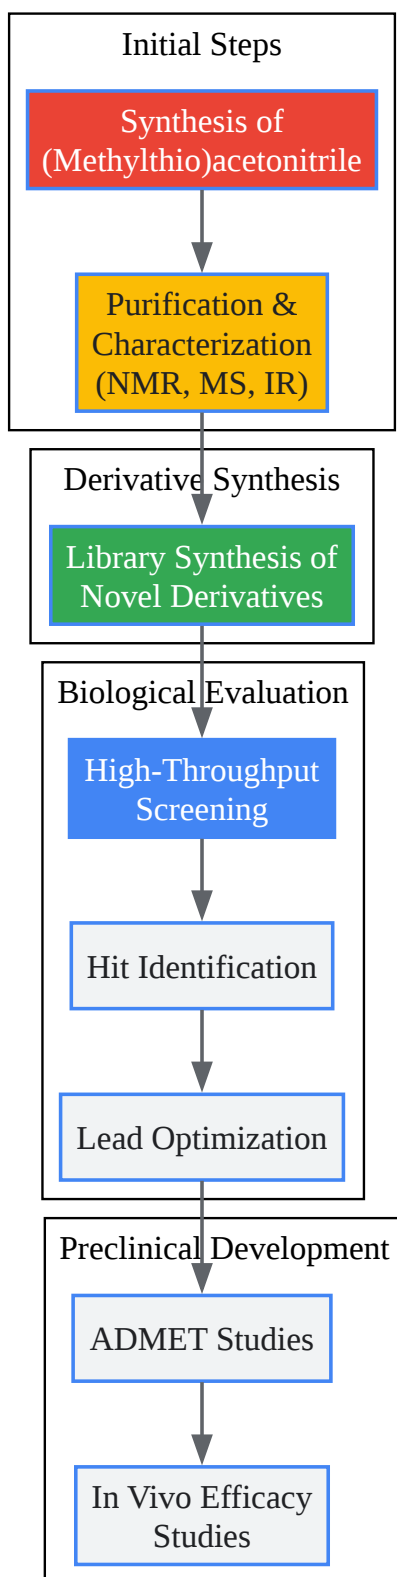 Initial Steps
Synthesis of
(Methylthio)acetonitrile
Purification &
Characterization
(NMR, MS, IR)
Derivative Synthesis
Library Synthesis of
Novel Derivatives
Biological Evaluation
High-Throughput
Screening
Hit Identification
Lead Optimization
Preclinical Development
ADMET Studies
In Vivo Efficacy
Studies